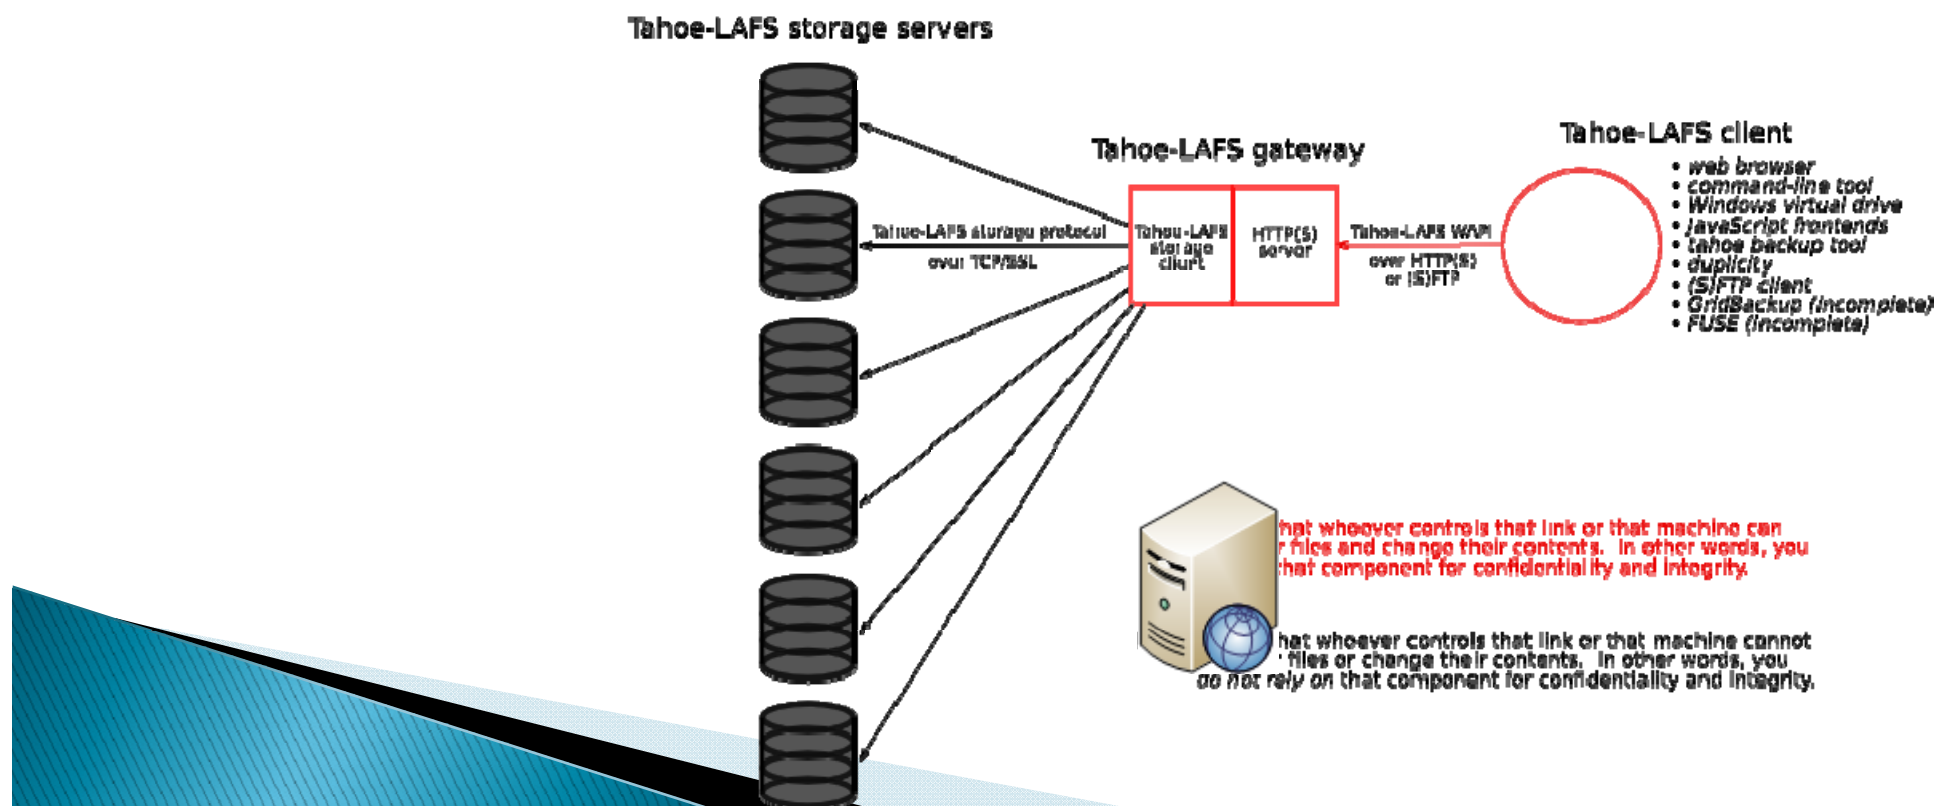 Tahoe-LAFS storage servers
Tahoe-LAFS gateway
Tahoe-LAFS client
• web browser
• command-line tool
• Windows virtual drive
• JavaScript frontends
• tahoe backup tool
• duplicity
• (S)FTP client
• GridBackup (incomplete)
• FUSE (incomplete)
Tahoe-LAFS storage protocol
over TCP/SSL
Tahoe-LAFS
storage
client
HTTP(S)
server
Tahoe-LAFS WAPI
over HTTP(S)
or (S)FTP
hat whoever controls that link or that machine can
r files and change their contents. In other words, you
that component for confidentiality and integrity.
hat whoever controls that link or that machine cannot
r files or change their contents. In other words, you
do not rely on that component for confidentiality and integrity.